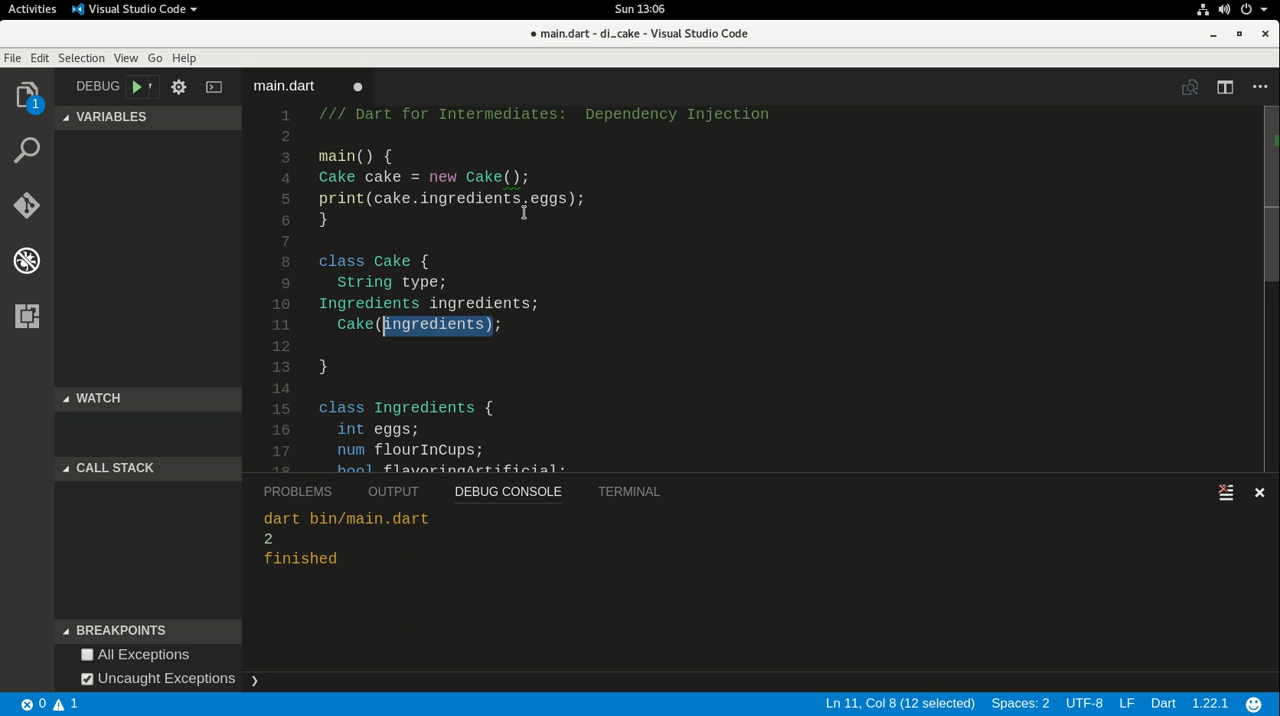 Activities Visual Studio Code Sun 13:06
● main.dart - di_cake - Visual Studio Code
File Edit Selection View Go Help
DEBUG
main.dart
1
VARIABLES
WATCH
CALL STACK
BREAKPOINTS
All Exceptions
Uncaught Exceptions
1 /// Dart for Intermediates:  Dependency Injection
2
3 main() {
4 Cake cake = new Cake();
5 print(cake.ingredients.eggs);
6 }
7
8 class Cake {
9   String type;
10 Ingredients ingredients;
11   Cake(ingredients);
12
13 }
14
15 class Ingredients {
16   int eggs;
17   num flourInCups;
18   bool flavoringArtificial;
PROBLEMS OUTPUT DEBUG CONSOLE TERMINAL
dart bin/main.dart
2
finished
❯
0 1 Ln 11, Col 8 (12 selected) Spaces: 2 UTF-8 LF Dart 1.22.1